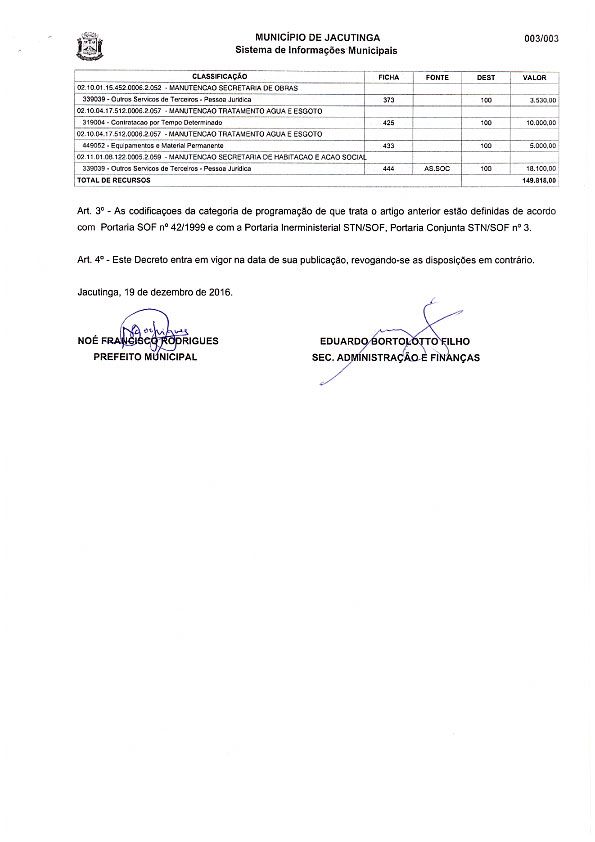 MUNICÍPIO DE JACUTINGA 003/003
Sistema de Informações Municipais
CLASSIFICAÇÃO FICHA FONTE DEST VALOR
02.10.01.15.452.0006.2.052 - MANUTENCAO SECRETARIA DE OBRAS
339039 - Outros Servicos de Terceiros - Pessoa Juridica 373 100 3.530,00
02.10.04.17.512.0006.2.057 - MANUTENCAO TRATAMENTO AGUA E ESGOTO
319004 - Contratacao por Tempo Determinado 425 100 10.000,00
02.10.04.17.512.0006.2.057 - MANUTENCAO TRATAMENTO AGUA E ESGOTO
449052 - Equipamentos e Material Permanente 433 100 5.000,00
02.11.01.08.122.0006.2.059 - MANUTENCAO SECRETARIA DE HABITACAO E ACAO SOCIAL
339039 - Outros Servicos de Terceiros - Pessoa Juridica 444 AS.SOC 100 18.100,00
TOTAL DE RECURSOS 149.818,00
Art. 3º - As codificaçoes da categoria de programação de que trata o artigo anterior estão definidas de acordo
com Portaria SOF nº 42/1999 e com a Portaria Inerministerial STN/SOF, Portaria Conjunta STN/SOF nº 3.
Art. 4º - Este Decreto entra em vigor na data de sua publicação, revogando-se as disposições em contrário.
Jacutinga, 19 de dezembro de 2016.
NOÉ FRANCISCO RODRIGUES EDUARDO BORTOLOTTO FILHO
PREFEITO MUNICIPAL SEC. ADMINISTRAÇÃO E FINANÇAS